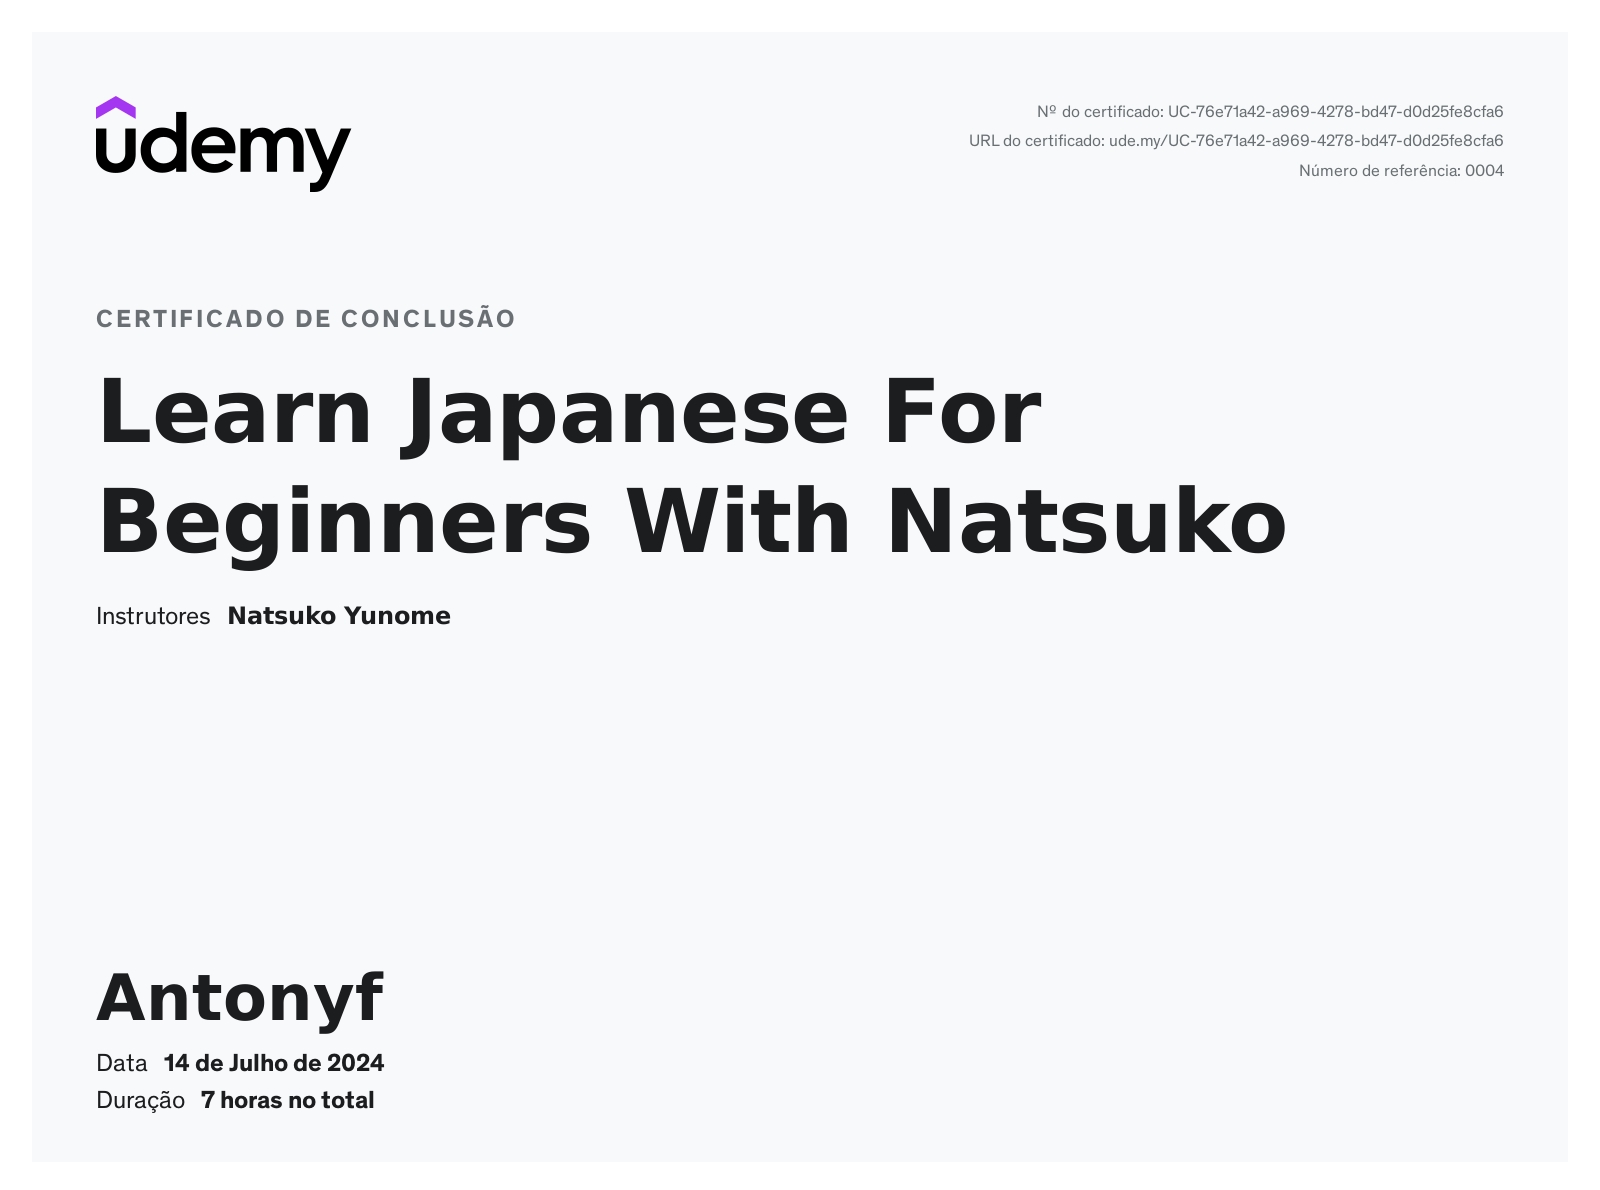 udemy
Nº do certificado: UC-76e71a42-a969-4278-bd47-d0d25fe8cfa6
URL do certificado: ude.my/UC-76e71a42-a969-4278-bd47-d0d25fe8cfa6
Número de referência: 0004
CERTIFICADO DE CONCLUSÃO
Learn Japanese For
Beginners With Natsuko
Instrutores Natsuko Yunome
Antonyf
Data 14 de Julho de 2024
Duração 7 horas no total